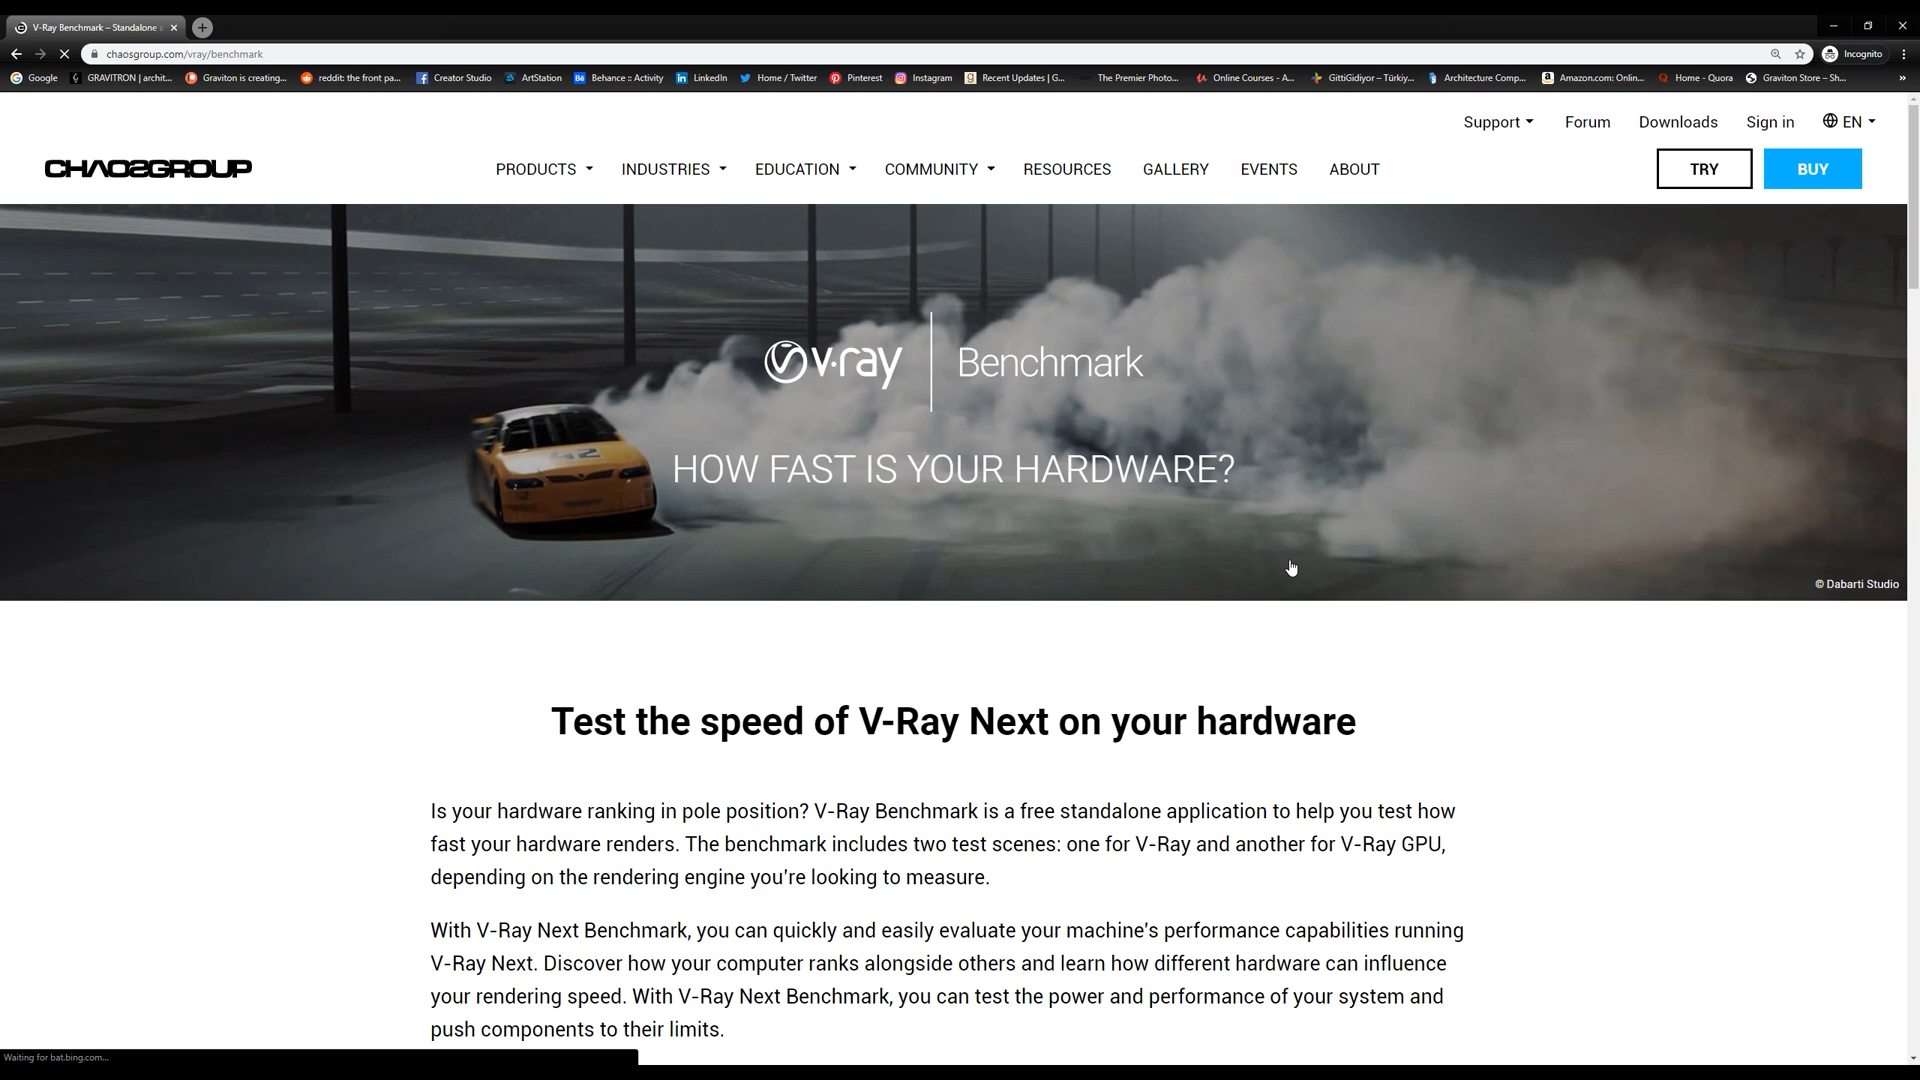 V-Ray Benchmark – Standalone
chaosgroup.com/vray/benchmark
Incognito
Google
GRAVITRON | archit...
Graviton is creating...
reddit: the front pa...
Creator Studio
ArtStation
Behance :: Activity
LinkedIn
Home / Twitter
Pinterest
Instagram
Recent Updates | G...
The Premier Photo...
Online Courses - A...
GittiGidiyor – Türkiy...
Architecture Comp...
Amazon.com: Onlin...
Home - Quora
Graviton Store – Sh...
Support
Forum
Downloads
Sign in
EN
CHAOSGROUP
PRODUCTS
INDUSTRIES
EDUCATION
COMMUNITY
RESOURCES
GALLERY
EVENTS
ABOUT
TRY
BUY
v·ray
Benchmark
42
HOW FAST IS YOUR HARDWARE?
© Dabarti Studio
Test the speed of V-Ray Next on your hardware
Is your hardware ranking in pole position? V-Ray Benchmark is a free standalone application to help you test how
fast your hardware renders. The benchmark includes two test scenes: one for V-Ray and another for V-Ray GPU,
depending on the rendering engine you're looking to measure.
With V-Ray Next Benchmark, you can quickly and easily evaluate your machine's performance capabilities running
V-Ray Next. Discover how your computer ranks alongside others and learn how different hardware can influence
your rendering speed. With V-Ray Next Benchmark, you can test the power and performance of your system and
push components to their limits.
Waiting for bat.bing.com...